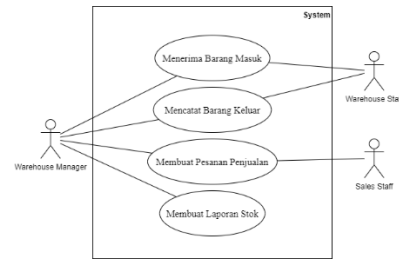 System
Menerima Barang Masuk
Mencatat Barang Keluar
Warehouse Sta
Warehouse Manager
Membuat Pesanan Penjualan
Sales Staff
Membuat Laporan Stok